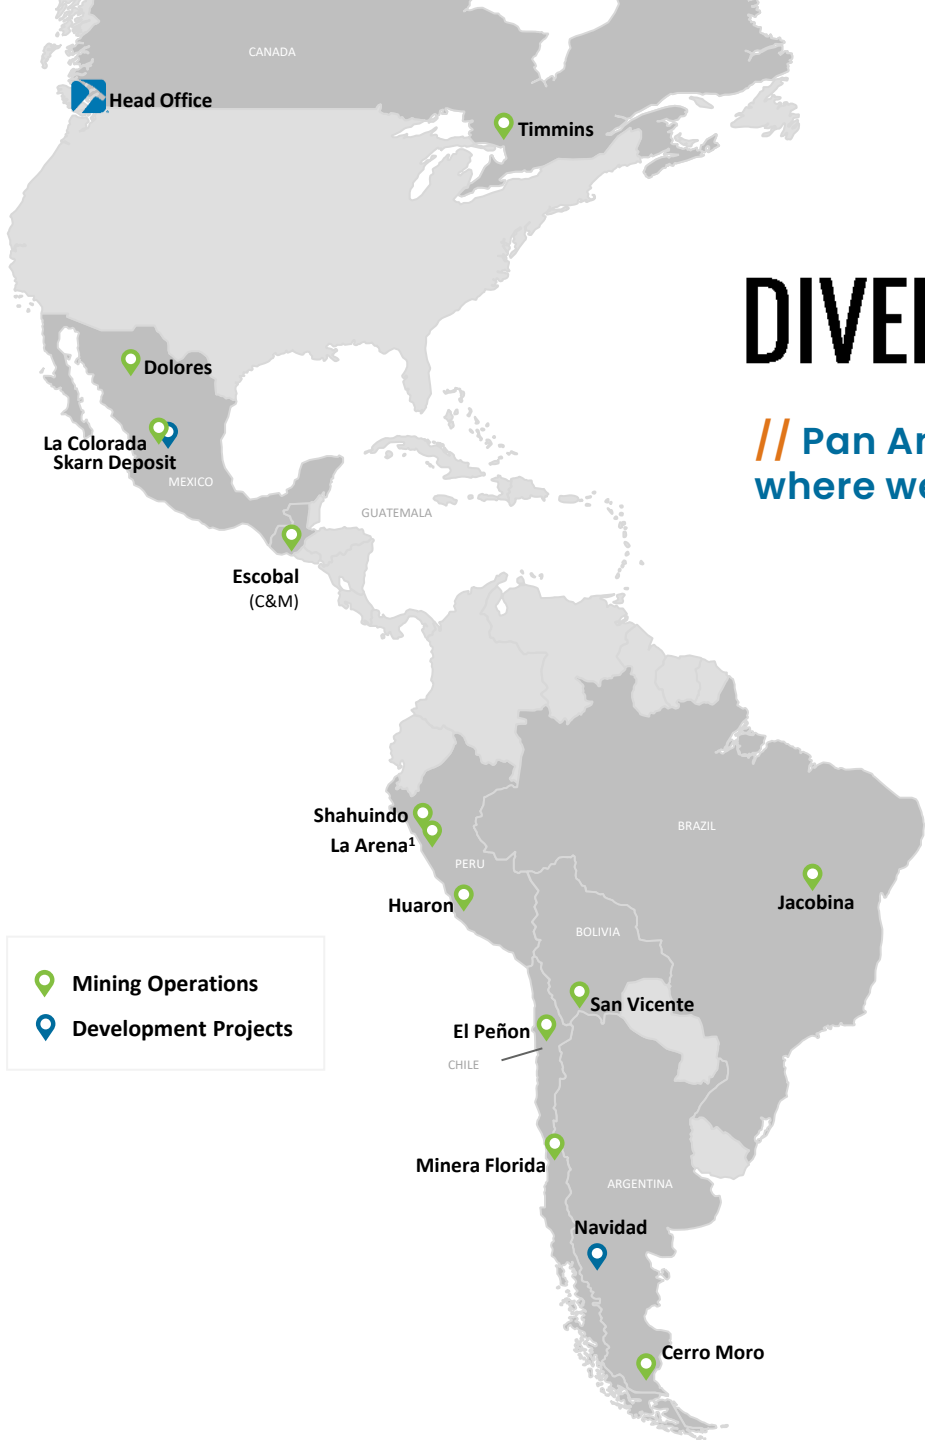 CANADA
Head Office
Timmins
DIVE
// Pan Ar
where we
Dolores
La Colorada
Skarn Deposit
MEXICO
GUATEMALA
Escobal
(C&M)
Shahuindo
La Arena¹
PERU
BRAZIL
Huaron
Jacobina
BOLIVIA
San Vicente
El Peñon
CHILE
Mining Operations
Development Projects
Minera Florida
ARGENTINA
Navidad
Cerro Moro